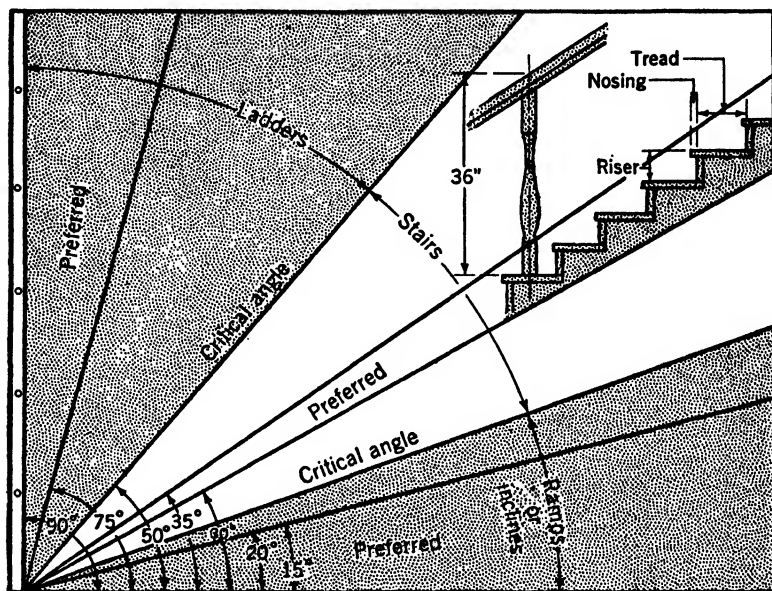 Tread
Nosing
Ladders
Riser
36"
Preferred
Stairs
Critical angle
Preferred
Critical angle
Ramps
or
inclines
90°
75°
50°
35°
20°
15°
Preferred